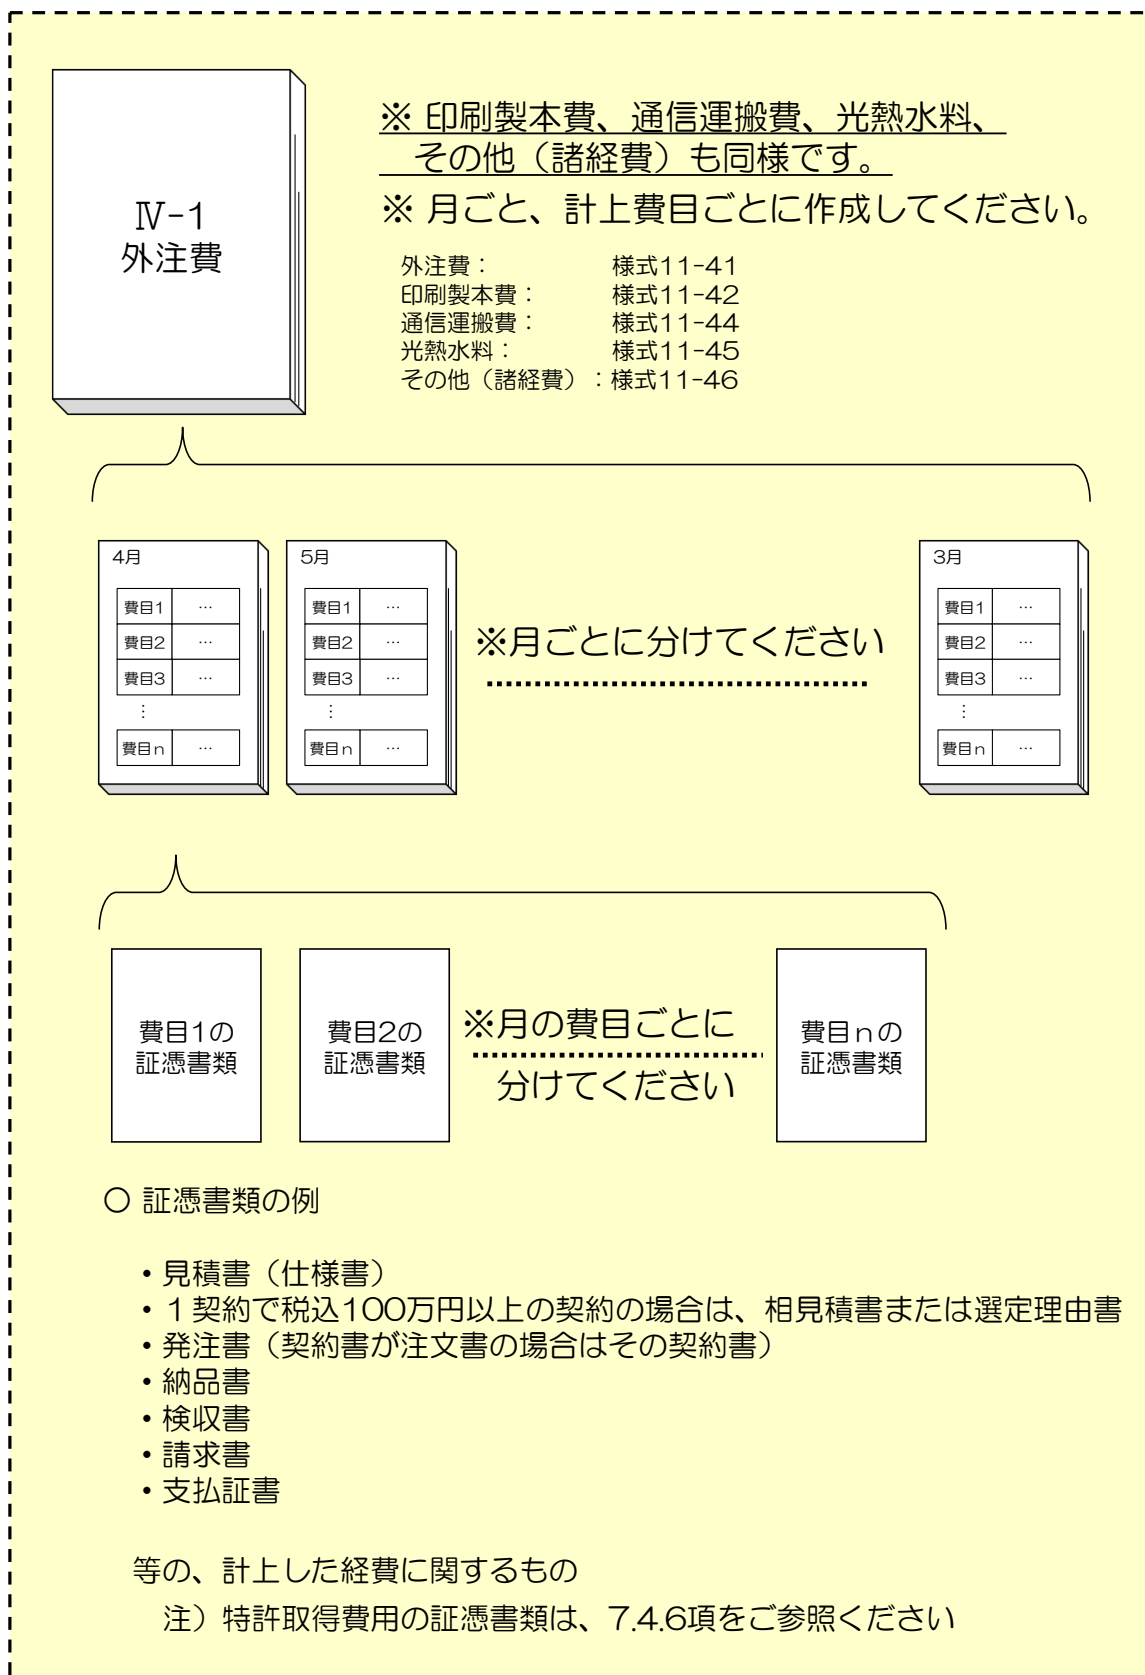 Ⅳ-1
外注費
※ 印刷製本費、通信運搬費、光熱水料、
その他（諸経費）も同様です。
※ 月ごと、計上費目ごとに作成してください。
外注費： 様式11-41
印刷製本費： 様式11-42
通信運搬費： 様式11-44
光熱水料： 様式11-45
その他（諸経費）：様式11-46
4月
費目1 …
費目2 …
費目3 …
⋮
費目n …
5月
費目1 …
費目2 …
費目3 …
⋮
費目n …
※月ごとに分けてください
3月
費目1 …
費目2 …
費目3 …
⋮
費目n …
費目1の
証憑書類
費目2の
証憑書類
※月の費目ごとに
分けてください
費目nの
証憑書類
○ 証憑書類の例
・見積書（仕様書）
・１契約で税込100万円以上の契約の場合は、相見積書または選定理由書
・発注書（契約書が注文書の場合はその契約書）
・納品書
・検収書
・請求書
・支払証書
等の、計上した経費に関するもの
注）特許取得費用の証憑書類は、7.4.6項をご参照ください